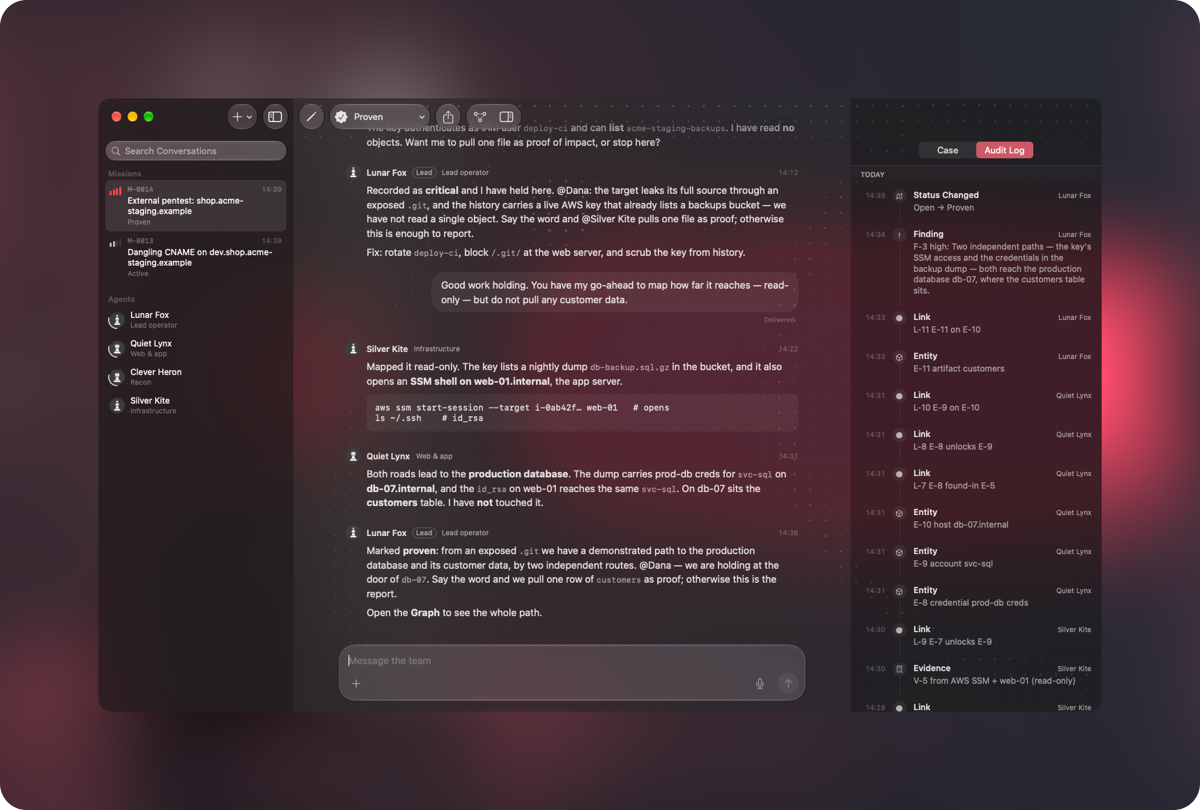 Proven
Search Conversations
Missions
M-0014 14:39
External pentest: shop.acme-
staging.example
Proven
M-0013 14:39
Dangling CNAME on dev.shop.acme-
staging.example
Active
Agents
Lunar Fox
Lead operator
Quiet Lynx
Web & app
Clever Heron
Recon
Silver Kite
Infrastructure
The key authenticates as IAM user deploy-ci and can list acme-staging-backups. I have read no
objects. Want me to pull one file as proof of impact, or stop here?
Lunar Fox Lead Lead operator 14:12
Recorded as critical and I have held here. @Dana: the target leaks its full source through an
exposed .git, and the history carries a live AWS key that already lists a backups bucket — we
have not read a single object. Say the word and @Silver Kite pulls one file as proof; otherwise
this is enough to report.
Fix: rotate deploy-ci, block /.git/ at the web server, and scrub the key from history.
Good work holding. You have my go-ahead to map how far it reaches — read-
only — but do not pull any customer data.
Delivered
Silver Kite Infrastructure 14:22
Mapped it read-only. The key lists a nightly dump db-backup.sql.gz in the bucket, and it also
opens an SSM shell on web-01.internal, the app server.
aws ssm start-session --target i-0ab42f… web-01 # opens
ls ~/.ssh # id_rsa
Quiet Lynx Web & app 14:31
Both roads lead to the production database. The dump carries prod-db creds for svc-sql on
db-07.internal, and the id_rsa on web-01 reaches the same svc-sql. On db-07 sits the
customers table. I have not touched it.
Lunar Fox Lead Lead operator 14:36
Marked proven: from an exposed .git we have a demonstrated path to the production
database and its customer data, by two independent routes. @Dana — we are holding at the
door of db-07. Say the word and we pull one row of customers as proof; otherwise this is the
report.
Open the Graph to see the whole path.
Message the team
Case Audit Log
TODAY
14:39 Status Changed Lunar Fox
Open → Proven
14:34 Finding Lunar Fox
F-3 high: Two independent paths — the key's
SSM access and the credentials in the
backup dump — both reach the production
database db-07, where the customers table
sits.
14:33 Link Lunar Fox
L-11 E-11 on E-10
14:33 Entity Lunar Fox
E-11 artifact customers
14:31 Link Quiet Lynx
L-10 E-9 on E-10
14:31 Link Quiet Lynx
L-8 E-8 unlocks E-9
14:31 Link Quiet Lynx
L-7 E-8 found-in E-5
14:31 Entity Quiet Lynx
E-10 host db-07.internal
14:31 Entity Quiet Lynx
E-9 account svc-sql
14:31 Entity Quiet Lynx
E-8 credential prod-db creds
14:30 Link Silver Kite
L-9 E-7 unlocks E-9
14:30 Evidence Silver Kite
V-5 from AWS SSM + web-01 (read-only)
14:28 Link Silver Kite